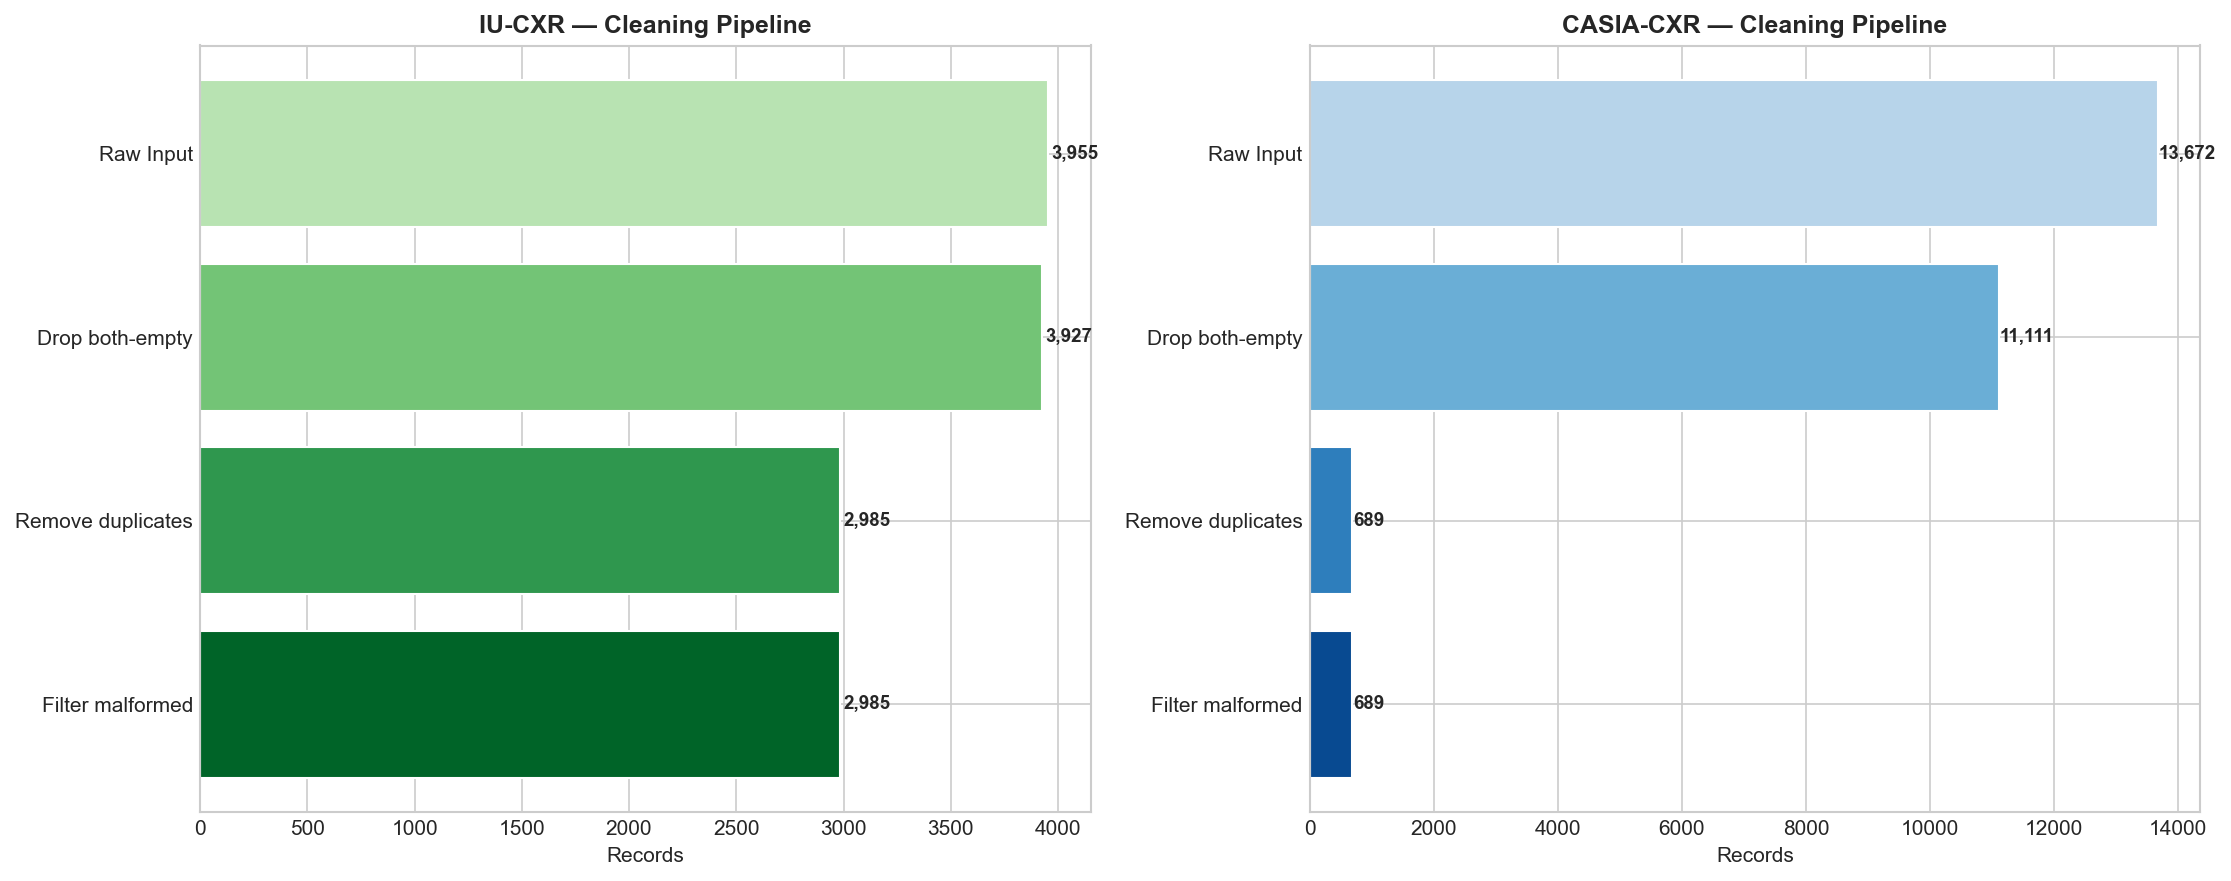 IU-CXR — Cleaning Pipeline
Raw Input
3,955
Drop both-empty
3,927
Remove duplicates
2,985
Filter malformed
2,985
0 500 1000 1500 2000 2500 3000 3500 4000
Records
CASIA-CXR — Cleaning Pipeline
Raw Input
13,672
Drop both-empty
11,111
Remove duplicates
689
Filter malformed
689
0 2000 4000 6000 8000 10000 12000 14000
Records